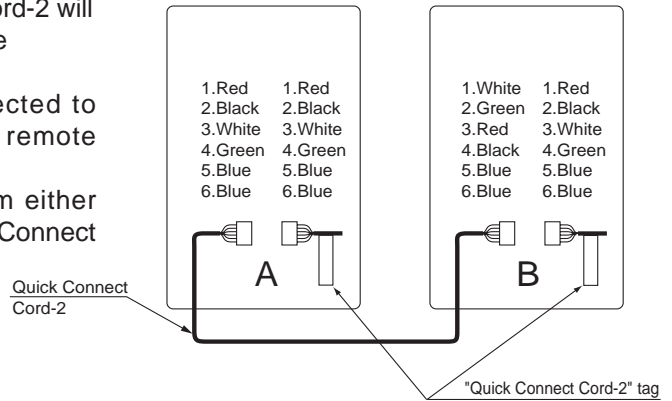 ord-2 will
e
ected to
remote
m either
Connect
1.Red 1.Red
2.Black 2.Black
3.White 3.White
4.Green 4.Green
5.Blue 5.Blue
6.Blue 6.Blue
A
1.White 1.Red
2.Green 2.Black
3.Red 3.White
4.Black 4.Green
5.Blue 5.Blue
6.Blue 6.Blue
B
Quick Connect
Cord-2
"Quick Connect Cord-2" tag